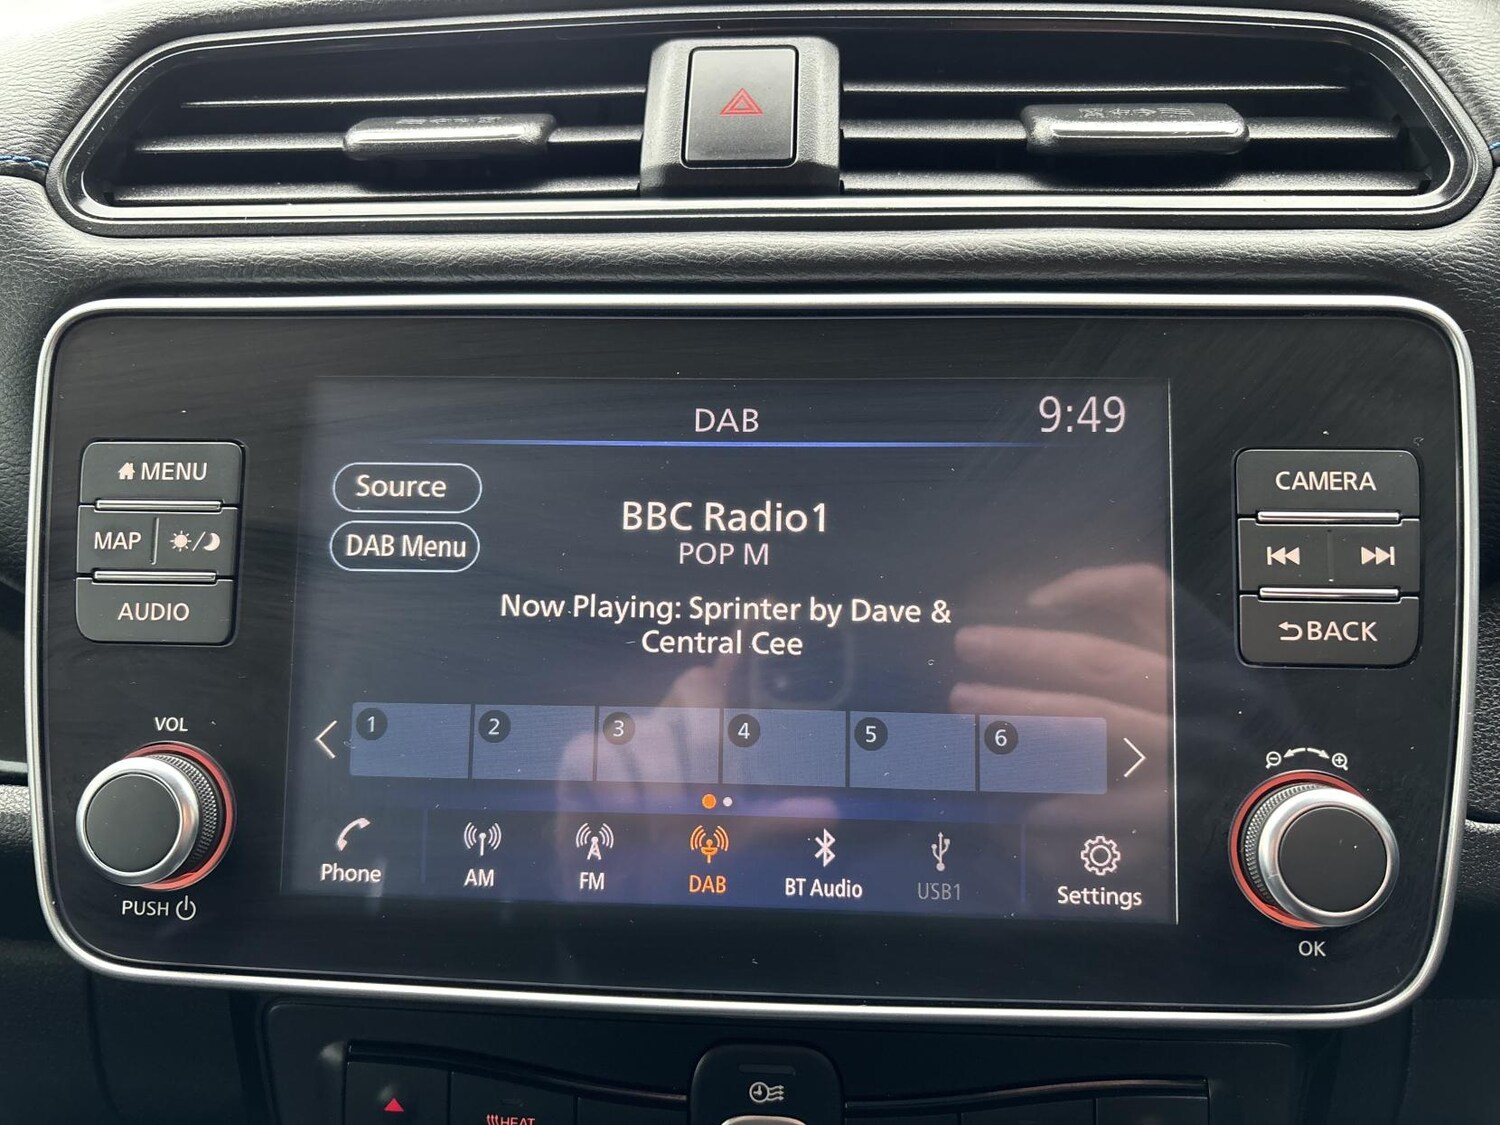 DAB
9:49
MENU
MAP
AUDIO
VOL
PUSH
Source
DAB Menu
BBC Radio1
POP M
Now Playing: Sprinter by Dave &
Central Cee
1 2 3 4 5 6
Phone
AM
FM
DAB
BT Audio
USB1
Settings
CAMERA
BACK
OK
HEAT